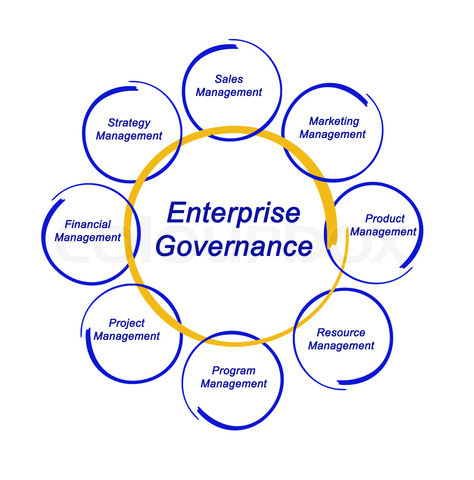 Sales
Management
Marketing
Management
Product
Management
Resource
Management
Program
Management
Project
Management
Financial
Management
Strategy
Management
Enterprise
Governance